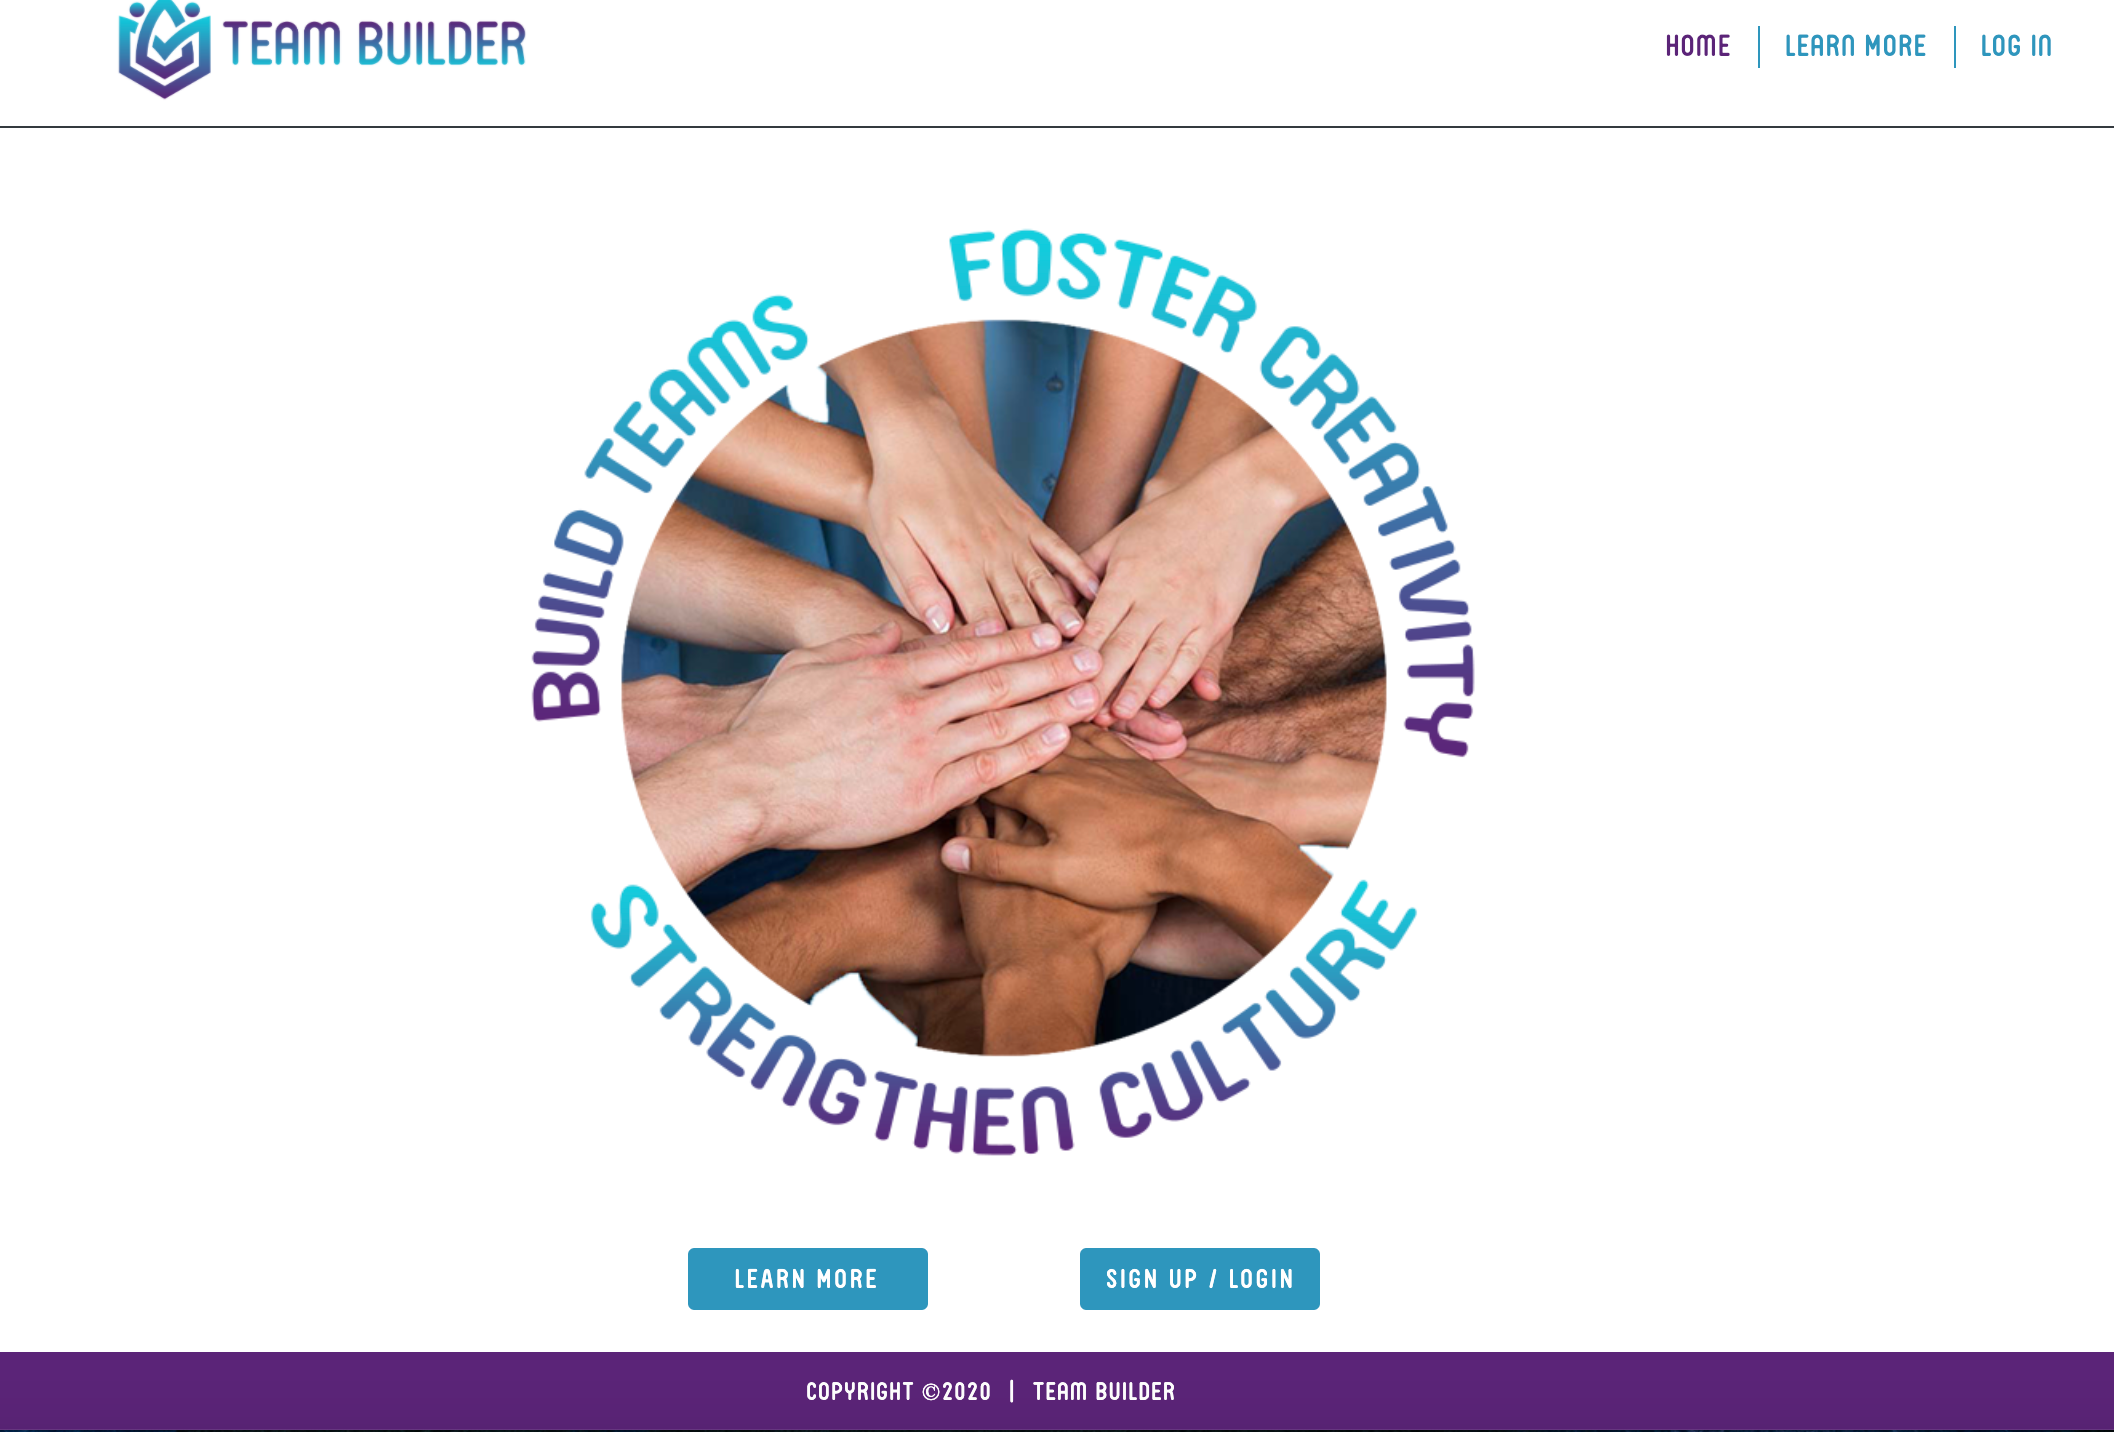 TEAM BUILDER
HOME
LEARN MORE
LOG IN
BUILD TEAMS
FOSTER CREATIVITY
STRENGTHEN CULTURE
LEARN MORE
SIGN UP / LOGIN
COPYRIGHT ©2020 | TEAM BUILDER